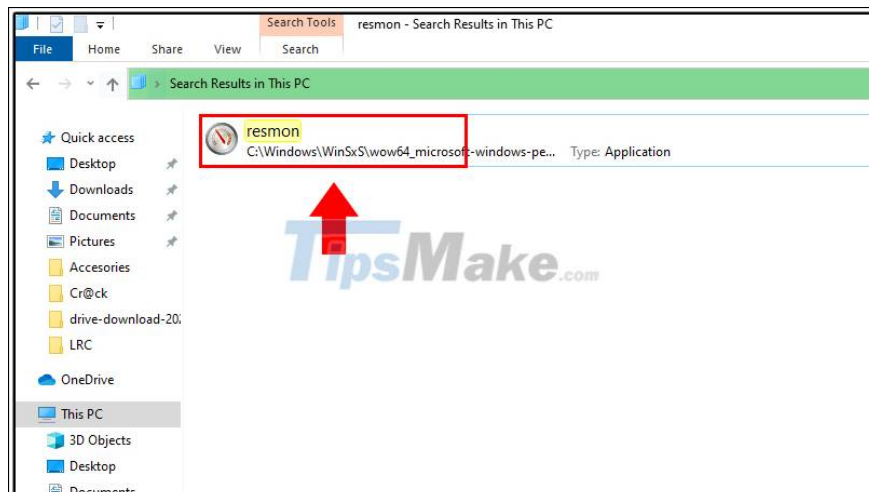 Search Tools
resmon - Search Results in This PC
File
Home
Share
View
Search
Search Results in This PC
Quick access
Desktop
Downloads
Documents
Pictures
Accesories
Cr@ck
drive-download-20
LRC
OneDrive
This PC
3D Objects
Desktop
Documents
resmon
C:\Windows\WinSxS\wow64_microsoft-windows-pe... Type: Application
TipsMake.com